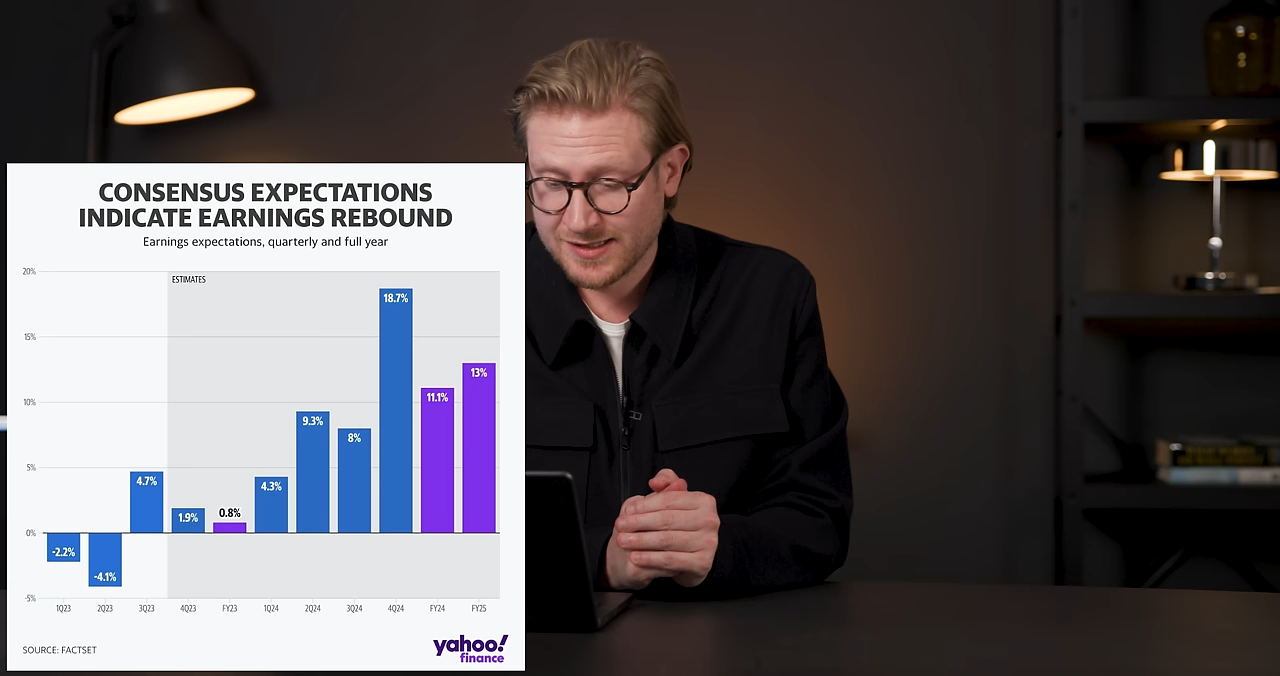 CONSENSUS EXPECTATIONS
INDICATE EARNINGS REBOUND
Earnings expectations, quarterly and full year
20%
ESTIMATES
15%
10%
5%
0%
-5%
-2.2%
-4.1%
4.7%
1.9%
0.8%
4.3%
9.3%
8%
18.7%
11.1%
13%
1Q23 2Q23 3Q23 4Q23 FY23 1Q24 2Q24 3Q24 4Q24 FY24 FY25
SOURCE: FACTSET
yahoo!
finance